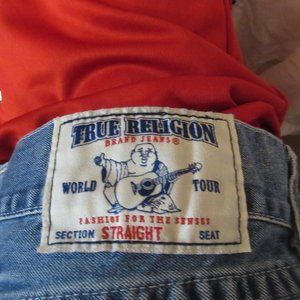 TRUE RELIGION
BRAND JEANS®
WORLD TOUR
FASHION FOR THE SENSES
SECTION STRAIGHT SEAT